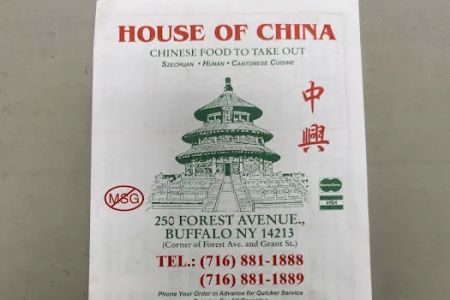 HOUSE OF CHINA
CHINESE FOOD TO TAKE OUT
SZECHUAN • HUNAN • CANTONESE CUISINE
中興
MSG
MasterCard
VISA
250 FOREST AVENUE.,
BUFFALO NY 14213
(Corner of Forest Ave. and Grant St.)
TEL.: (716) 881-1888
(716) 881-1889
Phone Your Order in Advance for Quicker Service